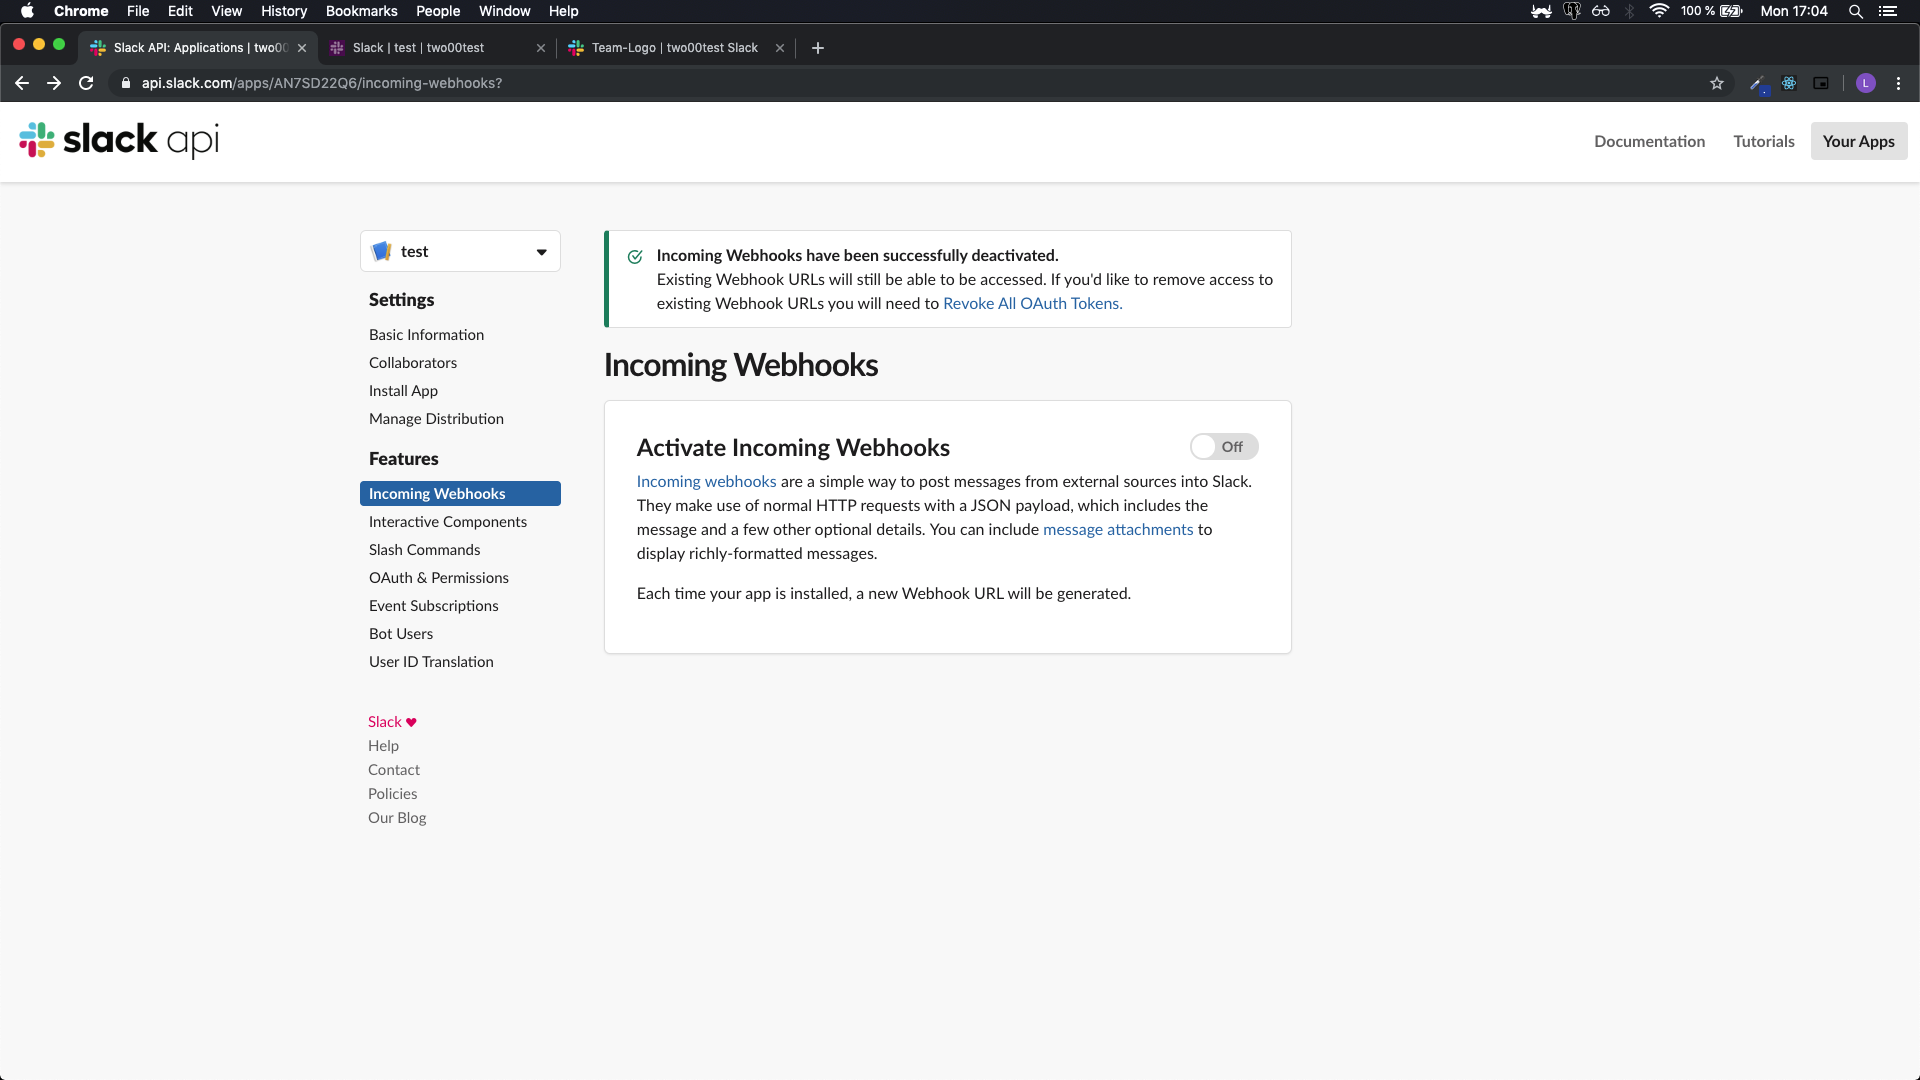 Chrome File Edit View History Bookmarks People Window Help 100 % Mon 17:04
Slack API: Applications | two00 Slack | test | two00test Team-Logo | two00test Slack
api.slack.com/apps/AN7SD22Q6/incoming-webhooks? L
slack api Documentation Tutorials Your Apps
test
Settings
Basic Information
Collaborators
Install App
Manage Distribution
Features
Incoming Webhooks
Interactive Components
Slash Commands
OAuth & Permissions
Event Subscriptions
Bot Users
User ID Translation
Slack ♥
Help
Contact
Policies
Our Blog
Incoming Webhooks have been successfully deactivated.
Existing Webhook URLs will still be able to be accessed. If you'd like to remove access to
existing Webhook URLs you will need to Revoke All OAuth Tokens.
Incoming Webhooks
Activate Incoming Webhooks Off
Incoming webhooks are a simple way to post messages from external sources into Slack.
They make use of normal HTTP requests with a JSON payload, which includes the
message and a few other optional details. You can include message attachments to
display richly-formatted messages.
Each time your app is installed, a new Webhook URL will be generated.